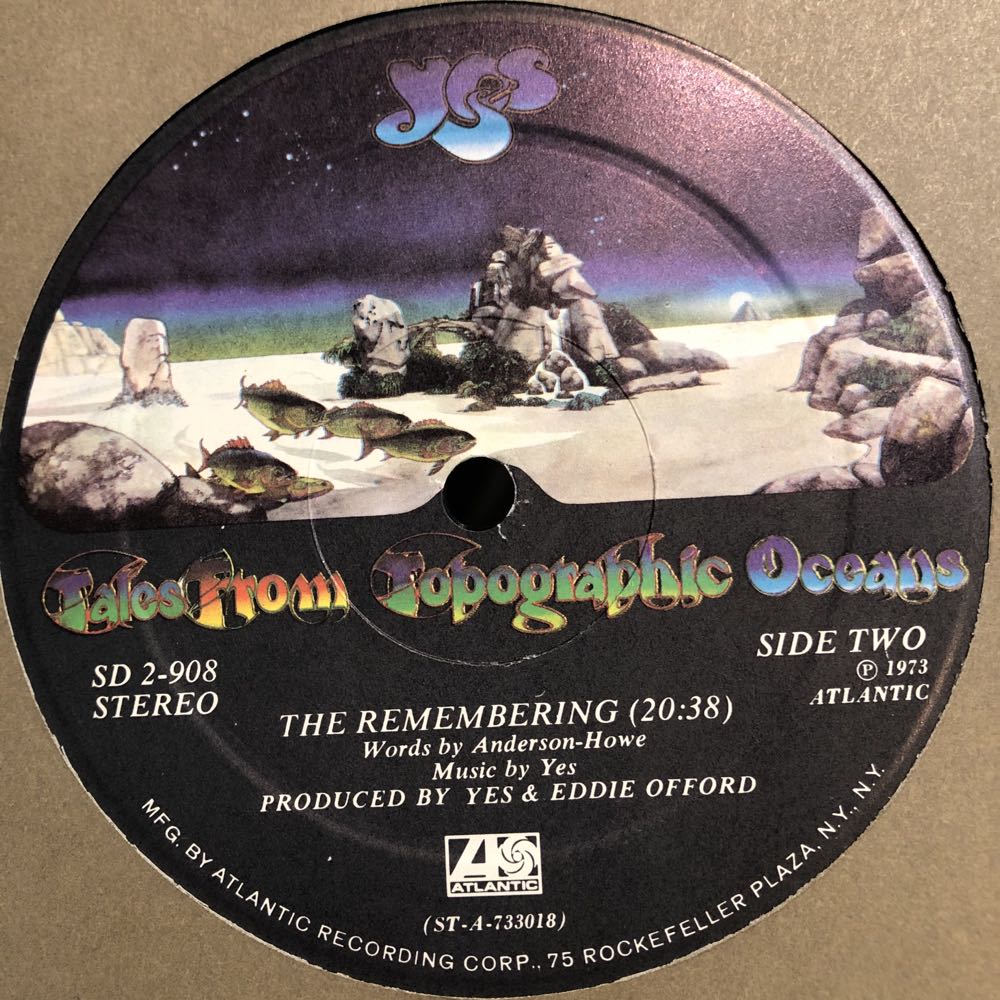 Yes
Tales From Topographic Oceans
SD 2-908
STEREO
SIDE TWO
℗ 1973
ATLANTIC
THE REMEMBERING (20:38)
Words by Anderson-Howe
Music by Yes
PRODUCED BY YES & EDDIE OFFORD
ATLANTIC
(ST-A-733018)
MFG. BY ATLANTIC RECORDING CORP., 75 ROCKEFELLER PLAZA, N.Y., N.Y.